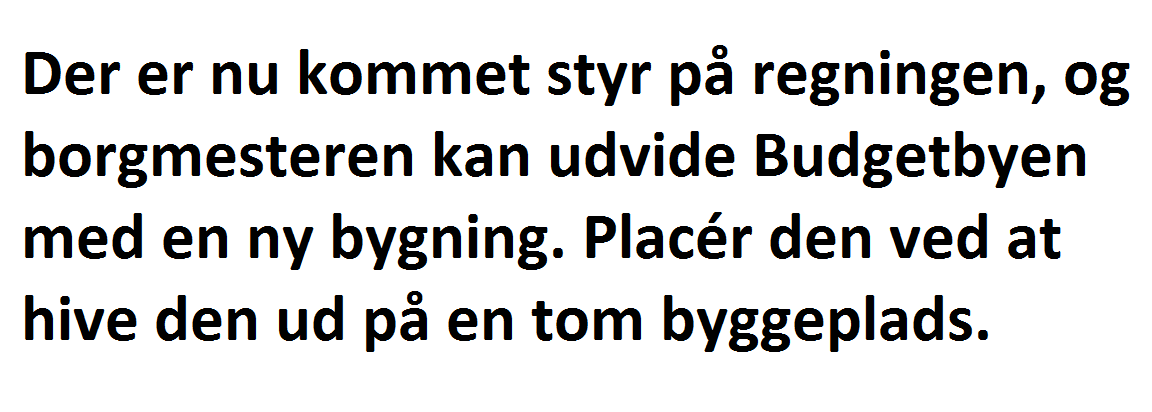 Der er nu kommet styr på regningen, og
borgmesteren kan udvide Budgetbyen
med en ny bygning. Placér den ved at
hive den ud på en tom byggeplads.